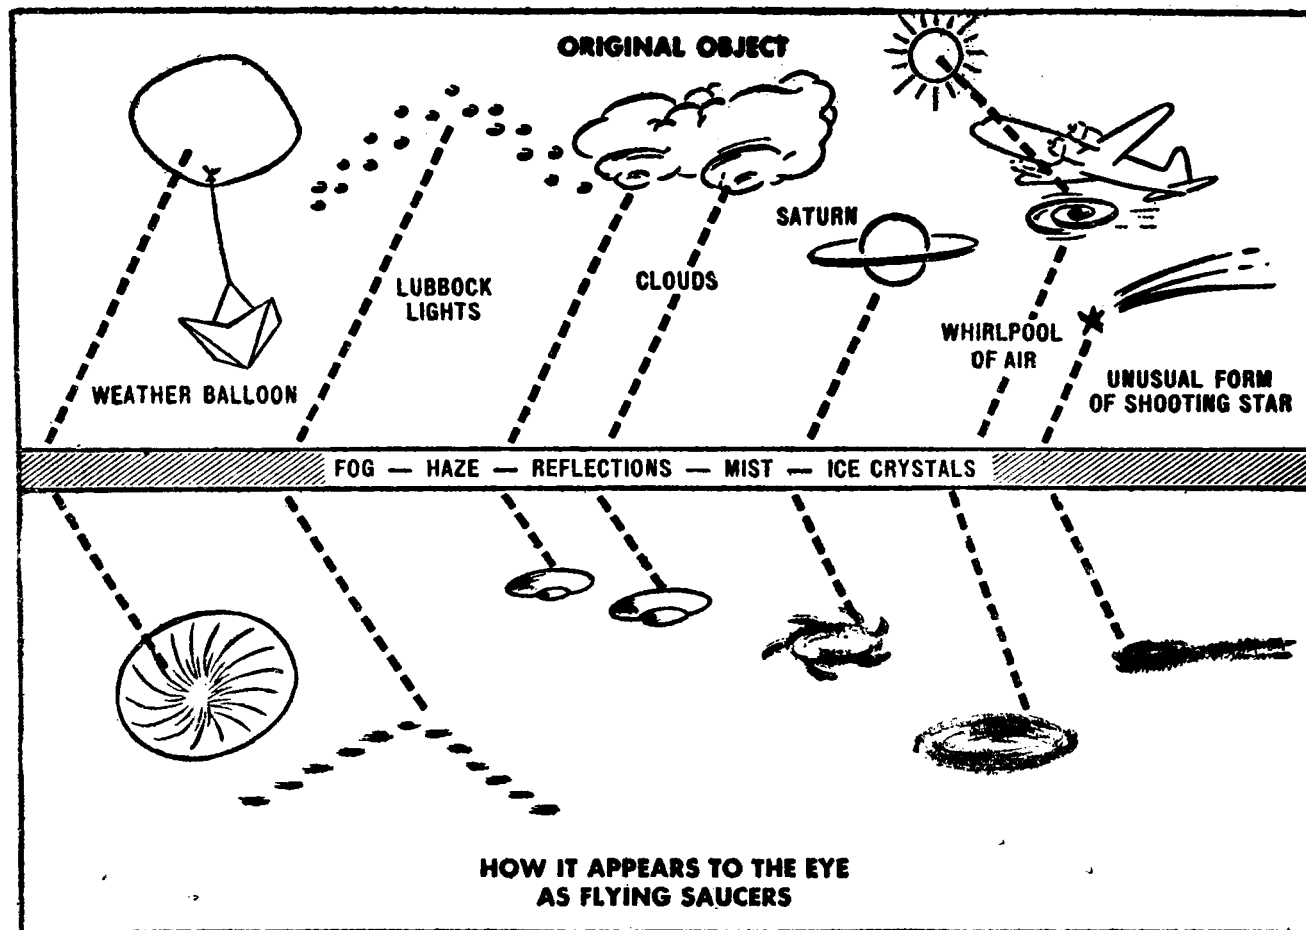 ORIGINAL OBJECT
SATURN
LUBBOCK
LIGHTS
CLOUDS
WHIRLPOOL
OF AIR
WEATHER BALLOON
UNUSUAL FORM
OF SHOOTING STAR
FOG — HAZE — REFLECTIONS — MIST — ICE CRYSTALS
HOW IT APPEARS TO THE EYE
AS FLYING SAUCERS